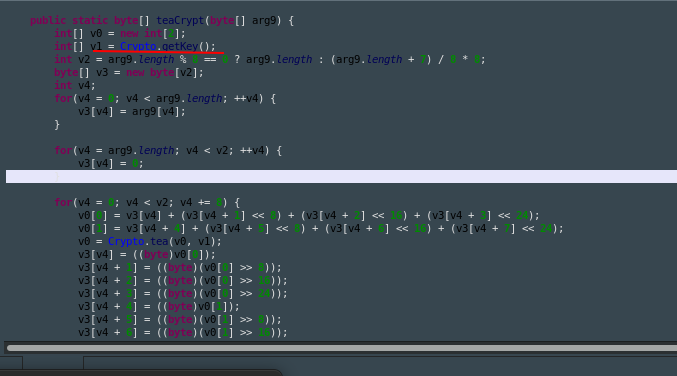 public static byte[] teaCrypt(byte[] arg9) {
int[] v0 = new int[2];
int[] v1 = Crypto.getKey();
int v2 = arg9.length % 8 == 0 ? arg9.length : (arg9.length + 7) / 8 * 8;
byte[] v3 = new byte[v2];
int v4;
for(v4 = 0; v4 < arg9.length; ++v4) {
v3[v4] = arg9[v4];
}
for(v4 = arg9.length; v4 < v2; ++v4) {
v3[v4] = 0;
for(v4 = 0; v4 < v2; v4 += 8) {
v0[0] = v3[v4] + (v3[v4 + 1] << 8) + (v3[v4 + 2] << 16) + (v3[v4 + 3] << 24);
v0[1] = v3[v4 + 4] + (v3[v4 + 5] << 8) + (v3[v4 + 6] << 16) + (v3[v4 + 7] << 24);
v0 = Crypto.tea(v0, v1);
v3[v4] = ((byte)v0[0]);
v3[v4 + 1] = ((byte)(v0[0] >> 8));
v3[v4 + 2] = ((byte)(v0[0] >> 16));
v3[v4 + 3] = ((byte)(v0[0] >> 24));
v3[v4 + 4] = ((byte)v0[1]);
v3[v4 + 5] = ((byte)(v0[1] >> 8));
v3[v4 + 6] = ((byte)(v0[1] >> 16));